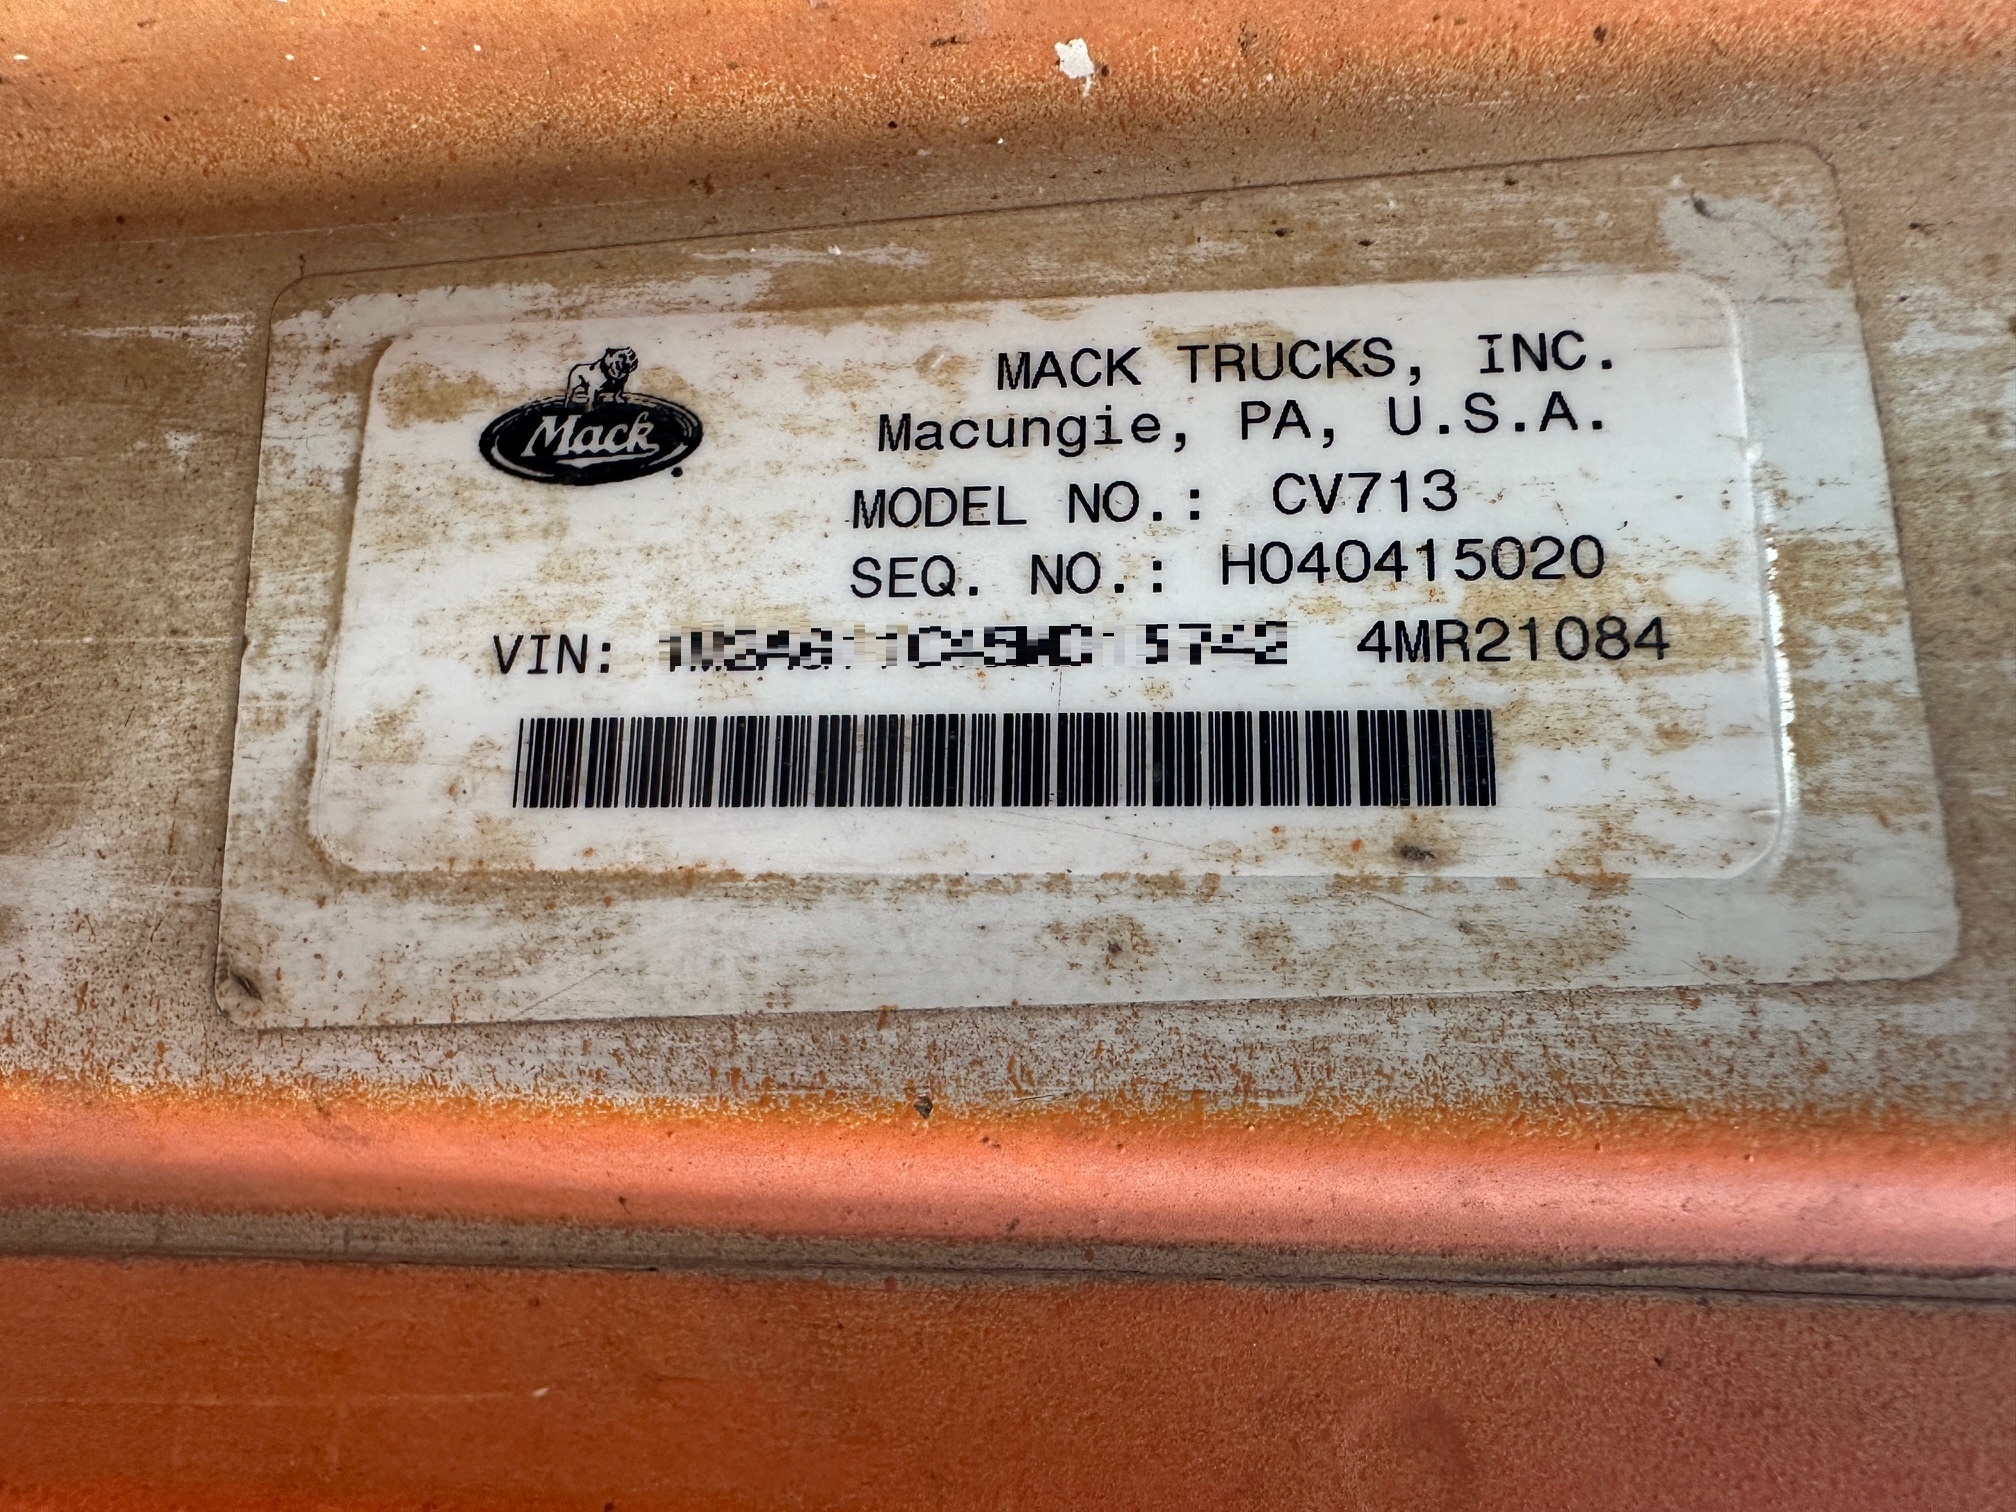 Mack
MACK TRUCKS, INC.
Macungie, PA, U.S.A.
MODEL NO.: CV713
SEQ. NO.: H040415020
VIN: 4MR21084